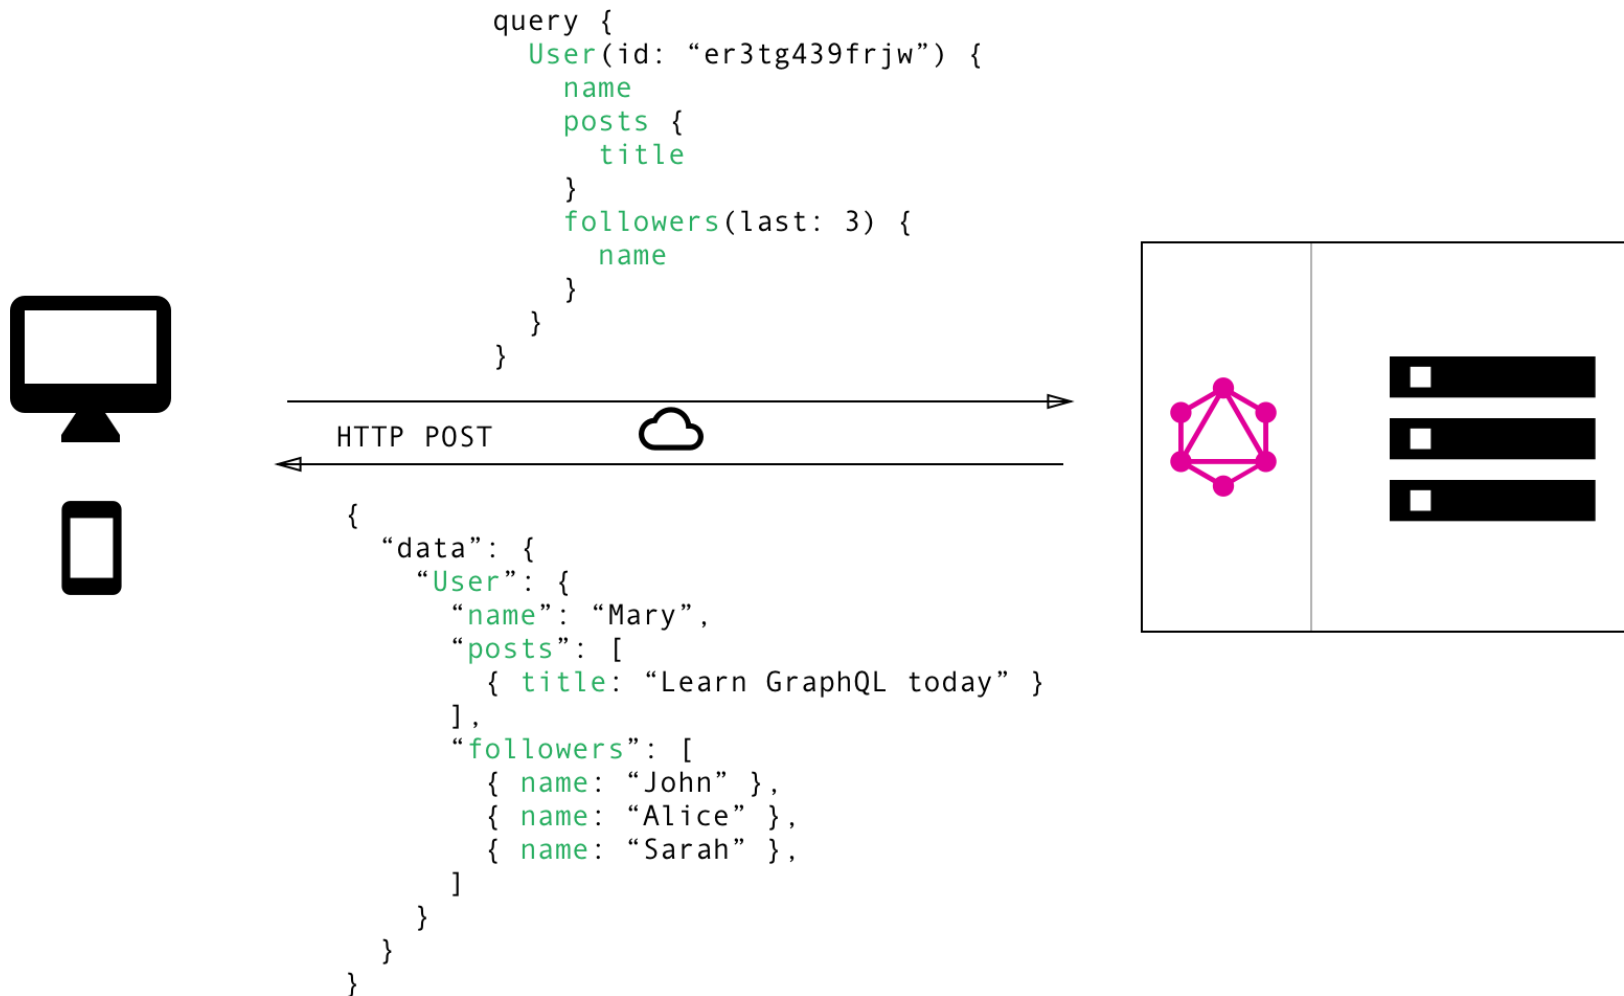 query {
  User(id: “er3tg439frjw”) {
    name
    posts {
      title
    }
    followers(last: 3) {
      name
    }
  }
}
HTTP POST
{
  “data”: {
    “User”: {
      “name”: “Mary”,
      “posts”: [
        { title: “Learn GraphQL today” }
      ],
      “followers”: [
        { name: “John” },
        { name: “Alice” },
        { name: “Sarah” },
      ]
    }
  }
}